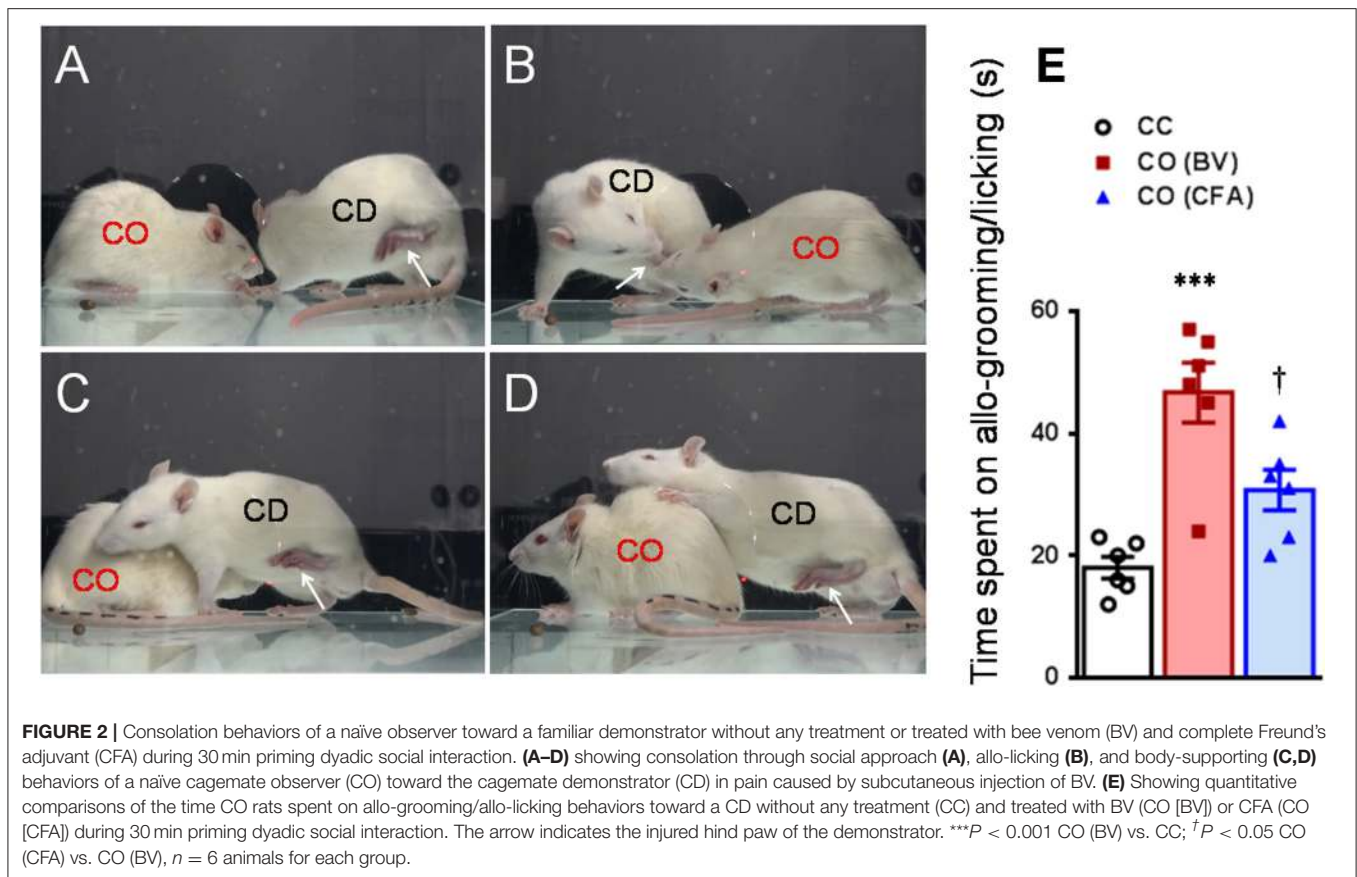 A
CO
CD
B
CD
CO
C
CO
CD
D
CO
CD
E
CC
CO (BV)
CO (CFA)
Time spent on allo-grooming/licking (s)
***
†
60
40
20
0
FIGURE 2 | Consolation behaviors of a naïve observer toward a familiar demonstrator without any treatment or treated with bee venom (BV) and complete Freund's
adjuvant (CFA) during 30 min priming dyadic social interaction. (A–D) showing consolation through social approach (A), allo-licking (B), and body-supporting (C,D)
behaviors of a naïve cagemate observer (CO) toward the cagemate demonstrator (CD) in pain caused by subcutaneous injection of BV. (E) Showing quantitative
comparisons of the time CO rats spent on allo-grooming/allo-licking behaviors toward a CD without any treatment (CC) and treated with BV (CO [BV]) or CFA (CO
[CFA]) during 30 min priming dyadic social interaction. The arrow indicates the injured hind paw of the demonstrator. ***P < 0.001 CO (BV) vs. CC; †P < 0.05 CO
(CFA) vs. CO (BV), n = 6 animals for each group.